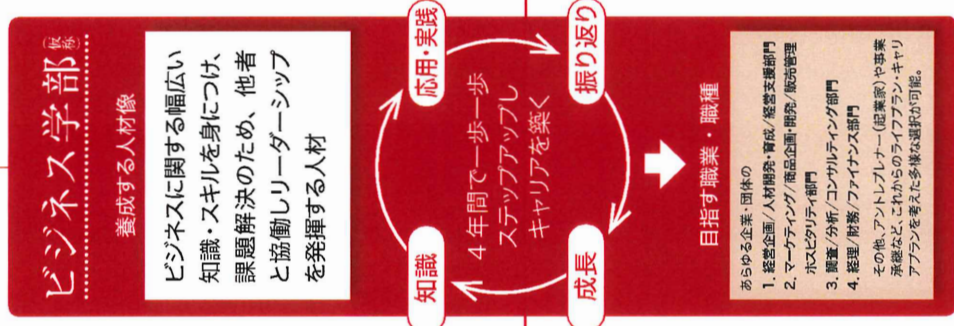 ビジネス学部(仮称)
養成する人材像
ビジネスに関する幅広い
知識・スキルを身につけ、
課題解決のため、他者
と協働しリーダーシップ
を発揮する人材
知識
応用・実践
4年間で一歩一歩
ステップアップし
キャリアを築く
成長
振り返り
目指す職業・職種
あらゆる企業・団体の
1. 経営企画/人材開発・育成/経営支援部門
2. マーケティング/商品企画・開発/販売管理
ホスピタリティ部門
3. 調査/分析/コンサルティング部門
4. 経理/財務/ファイナンス部門
その他、アントレプレナー(起業家)や事業
承継など、これからのライフプラン・キャリ
アプランを考えた多様な選択が可能。